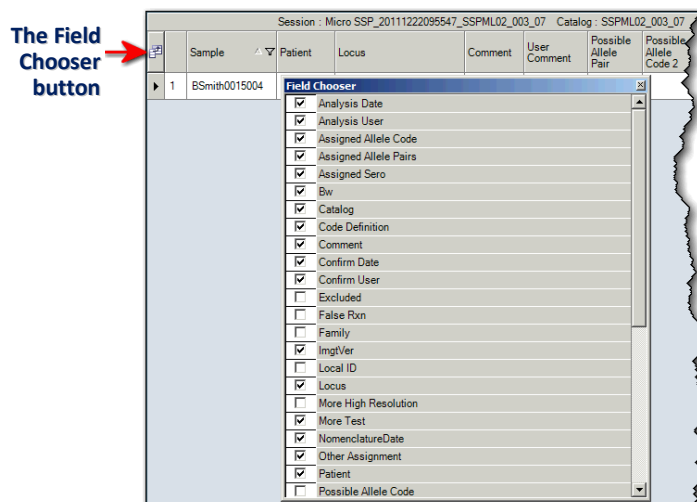 Session : Micro SSP_20111222095547_SSPML02_003_07 Catalog : SSPML02_003_07
The Field
Chooser
button
Sample
Patient
Locus
Comment
User
Comment
Possible
Allele
Pair
Possible
Allele
Code 2
1 BSmith0015004
Field Chooser
Analysis Date
Analysis User
Assigned Allele Code
Assigned Allele Pairs
Assigned Sero
Bw
Catalog
Code Definition
Comment
Confirm Date
Confirm User
Excluded
False Rxn
Family
ImgtVer
Local ID
Locus
More High Resolution
More Test
NomenclatureDate
Other Assignment
Patient
Possible Allele Code